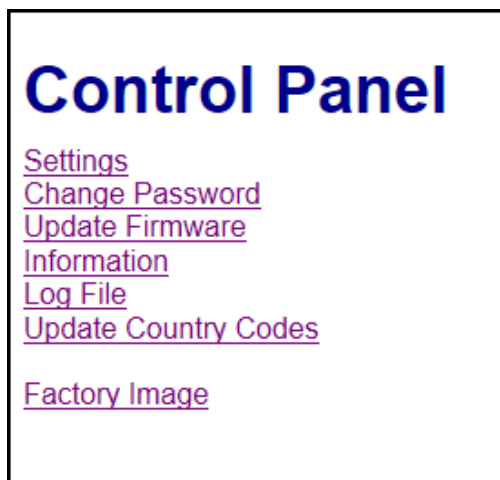 Control Panel
Settings
Change Password
Update Firmware
Information
Log File
Update Country Codes
Factory Image